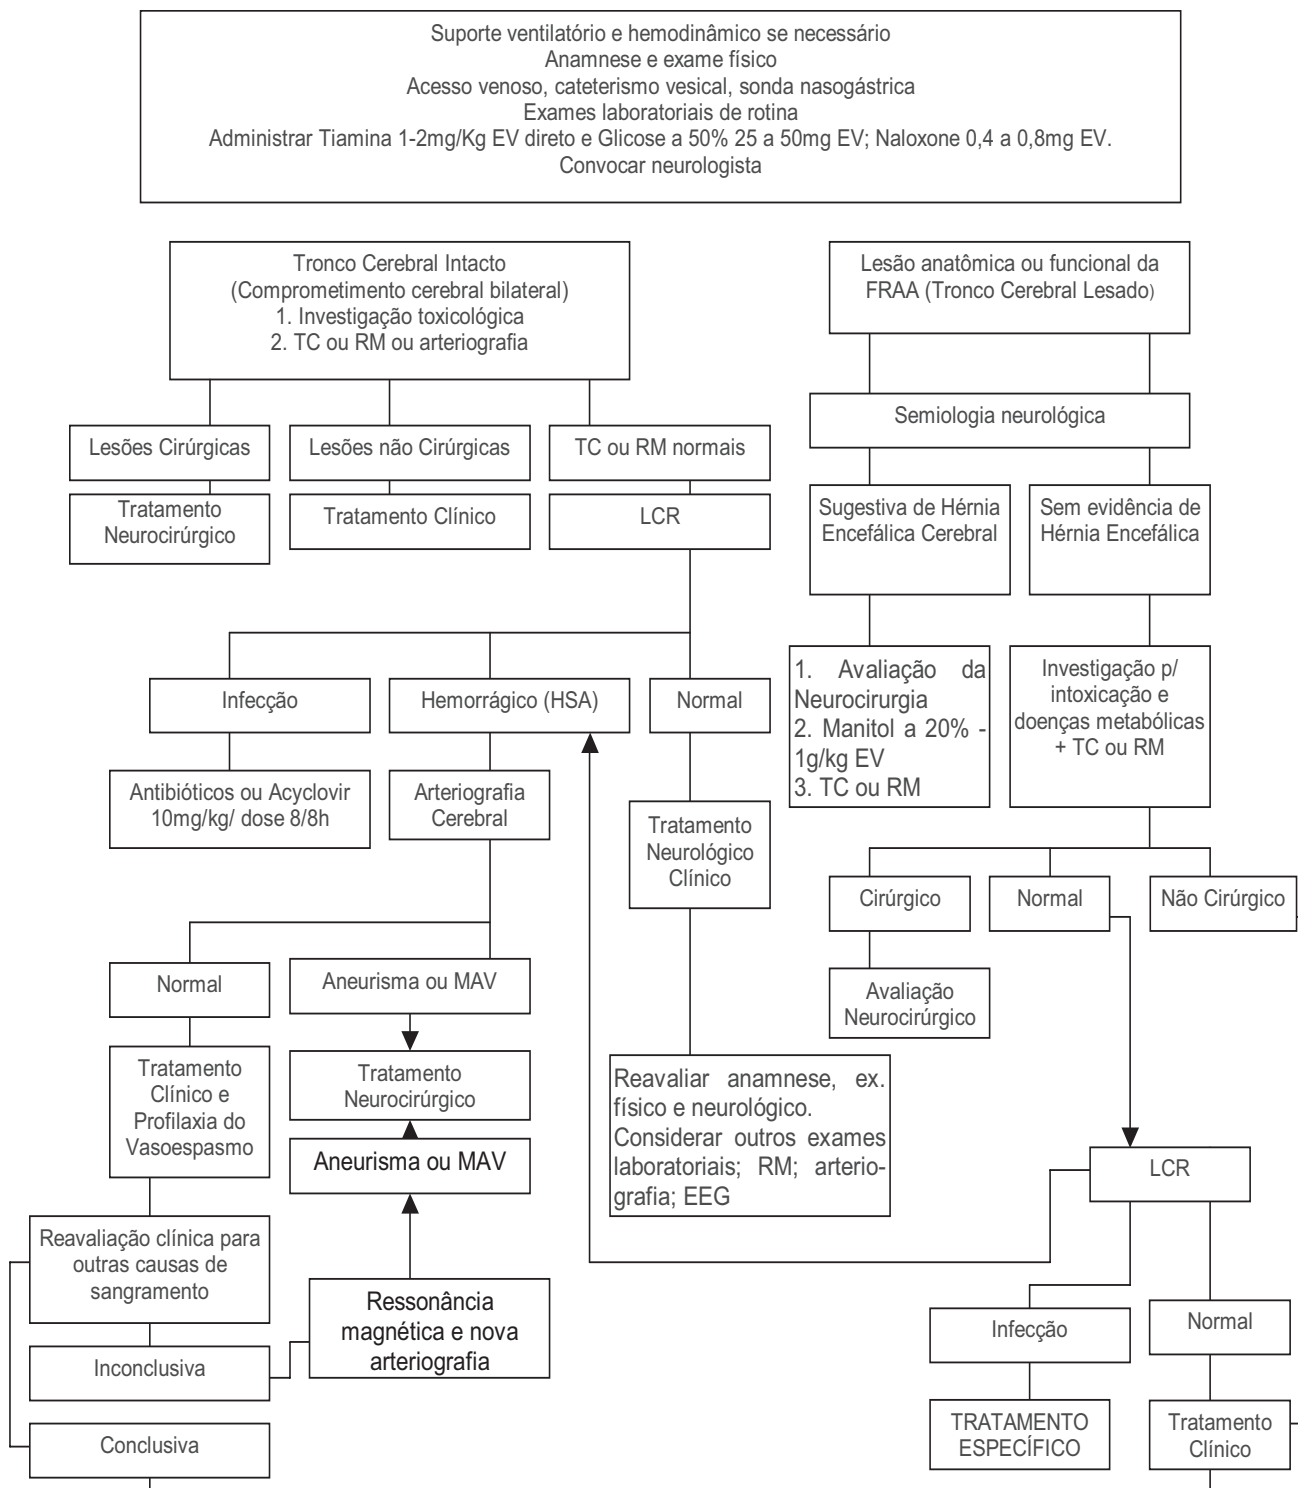 Suporte ventilatório e hemodinâmico se necessário
Anamnese e exame físico
Acesso venoso, cateterismo vesical, sonda nasogástrica
Exames laboratoriais de rotina
Administrar Tiamina 1-2mg/Kg EV direto e Glicose a 50% 25 a 50mg EV; Naloxone 0,4 a 0,8mg EV.
Convocar neurologista
Tronco Cerebral Intacto
(Comprometimento cerebral bilateral)
1. Investigação toxicológica
2. TC ou RM ou arteriografia
Lesão anatômica ou funcional da
FRAA (Tronco Cerebral Lesado)
Semiologia neurológica
Lesões Cirúrgicas
Lesões não Cirúrgicas
TC ou RM normais
Tratamento
Neurocirúrgico
Tratamento Clínico
LCR
Sugestiva de Hérnia
Encefálica Cerebral
Sem evidência de
Hérnia Encefálica
1. Avaliação da
Neurocirurgia
2. Manitol a 20% -
1g/kg EV
3. TC ou RM
Investigação p/
intoxicação e
doenças metabólicas
+ TC ou RM
Infecção
Hemorrágico (HSA)
Normal
Antibióticos ou Acyclovir
10mg/kg/ dose 8/8h
Arteriografia
Cerebral
Tratamento
Neurológico
Clínico
Cirúrgico
Normal
Não Cirúrgico
Avaliação
Neurocirúrgico
Normal
Aneurisma ou MAV
Tratamento
Clínico e
Profilaxia do
Vasoespasmo
Tratamento
Neurocirúrgico
Aneurisma ou MAV
Reavaliar anamnese, ex.
físico e neurológico.
Considerar outros exames
laboratoriais; RM; arterio-
grafia; EEG
LCR
Reavaliação clínica para
outras causas de
sangramento
Ressonância
magnética e nova
arteriografia
Inconclusiva
Conclusiva
Infecção
Normal
TRATAMENTO
ESPECÍFICO
Tratamento
Clínico